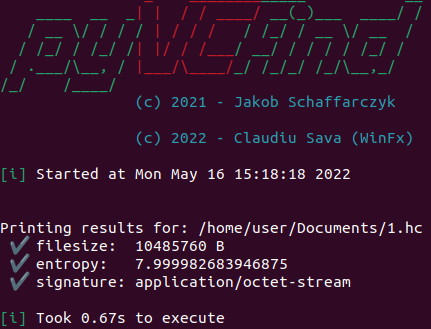 pyVCfind
(c) 2021 - Jakob Schaffarczyk
(c) 2022 - Claudiu Sava (WinFx)
[i] Started at Mon May 16 15:18:18 2022
Printing results for: /home/user/Documents/1.hc
✔ filesize: 10485760 B
✔ entropy: 7.999982683946875
✔ signature: application/octet-stream
[i] Took 0.67s to execute